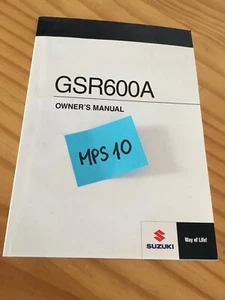 GSR600A
OWNER'S MANUAL
MPS 10
SUZUKI
Way of Life!